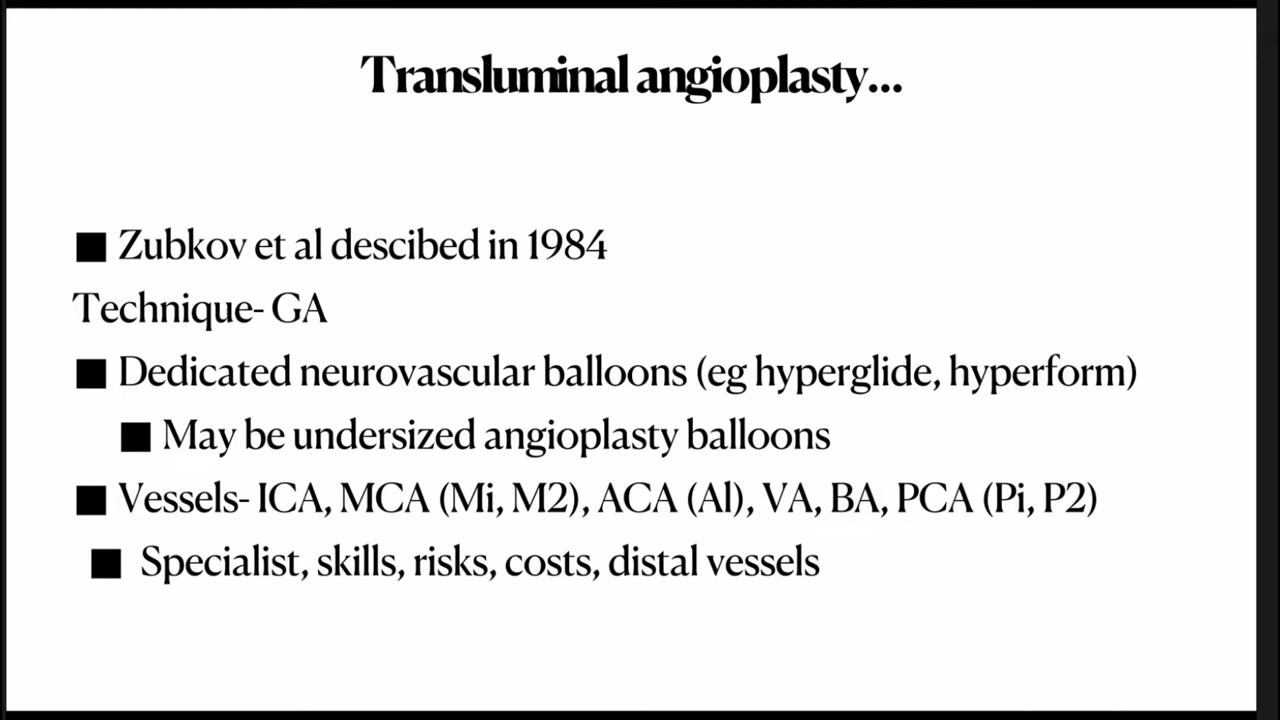 Transluminal angioplasty...
■ Zubkov et al descibed in 1984
Technique- GA
■ Dedicated neurovascular balloons (eg hyperglide, hyperform)
■ May be undersized angioplasty balloons
■ Vessels- ICA, MCA (Mi, M2), ACA (Al), VA, BA, PCA (Pi, P2)
■ Specialist, skills, risks, costs, distal vessels